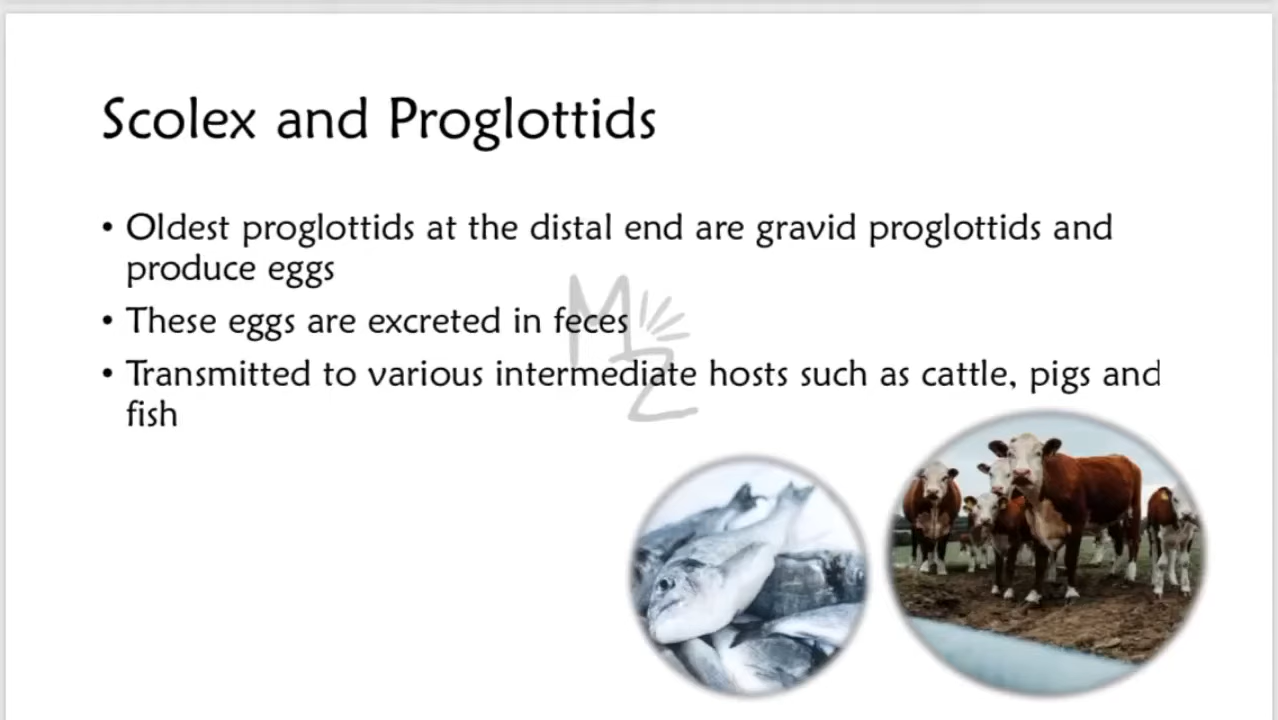 Scolex and Proglottids
• Oldest proglottids at the distal end are gravid proglottids and
produce eggs
• These eggs are excreted in feces
• Transmitted to various intermediate hosts such as cattle, pigs and
fish
MZ